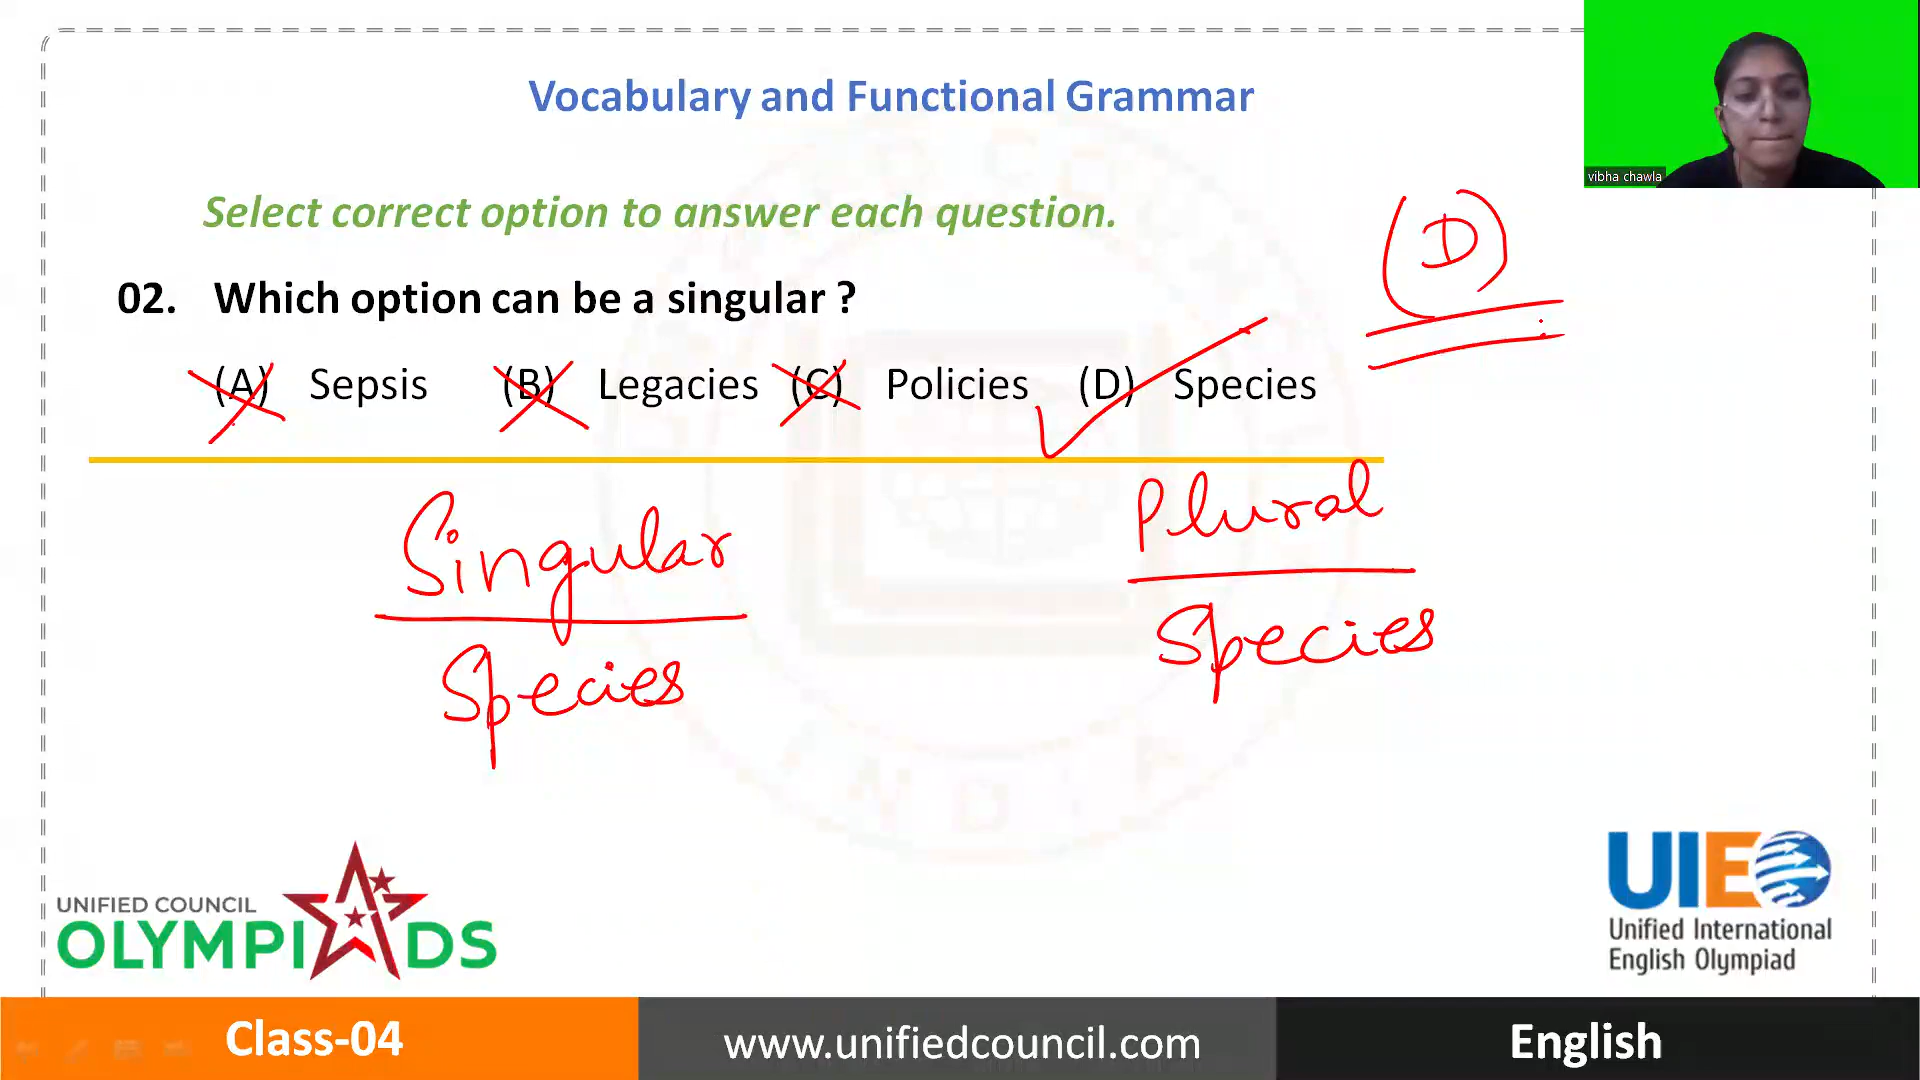 Vocabulary and Functional Grammar
vibha chawla
Select correct option to answer each question.
(D)
02. Which option can be a singular ?
(A) Sepsis (B) Legacies (C) Policies (D) Species
Singular Plural
Species Species
UNIFIED COUNCIL
OLYMPIADS
UIEO
Unified International
English Olympiad
Class-04 www.unifiedcouncil.com English